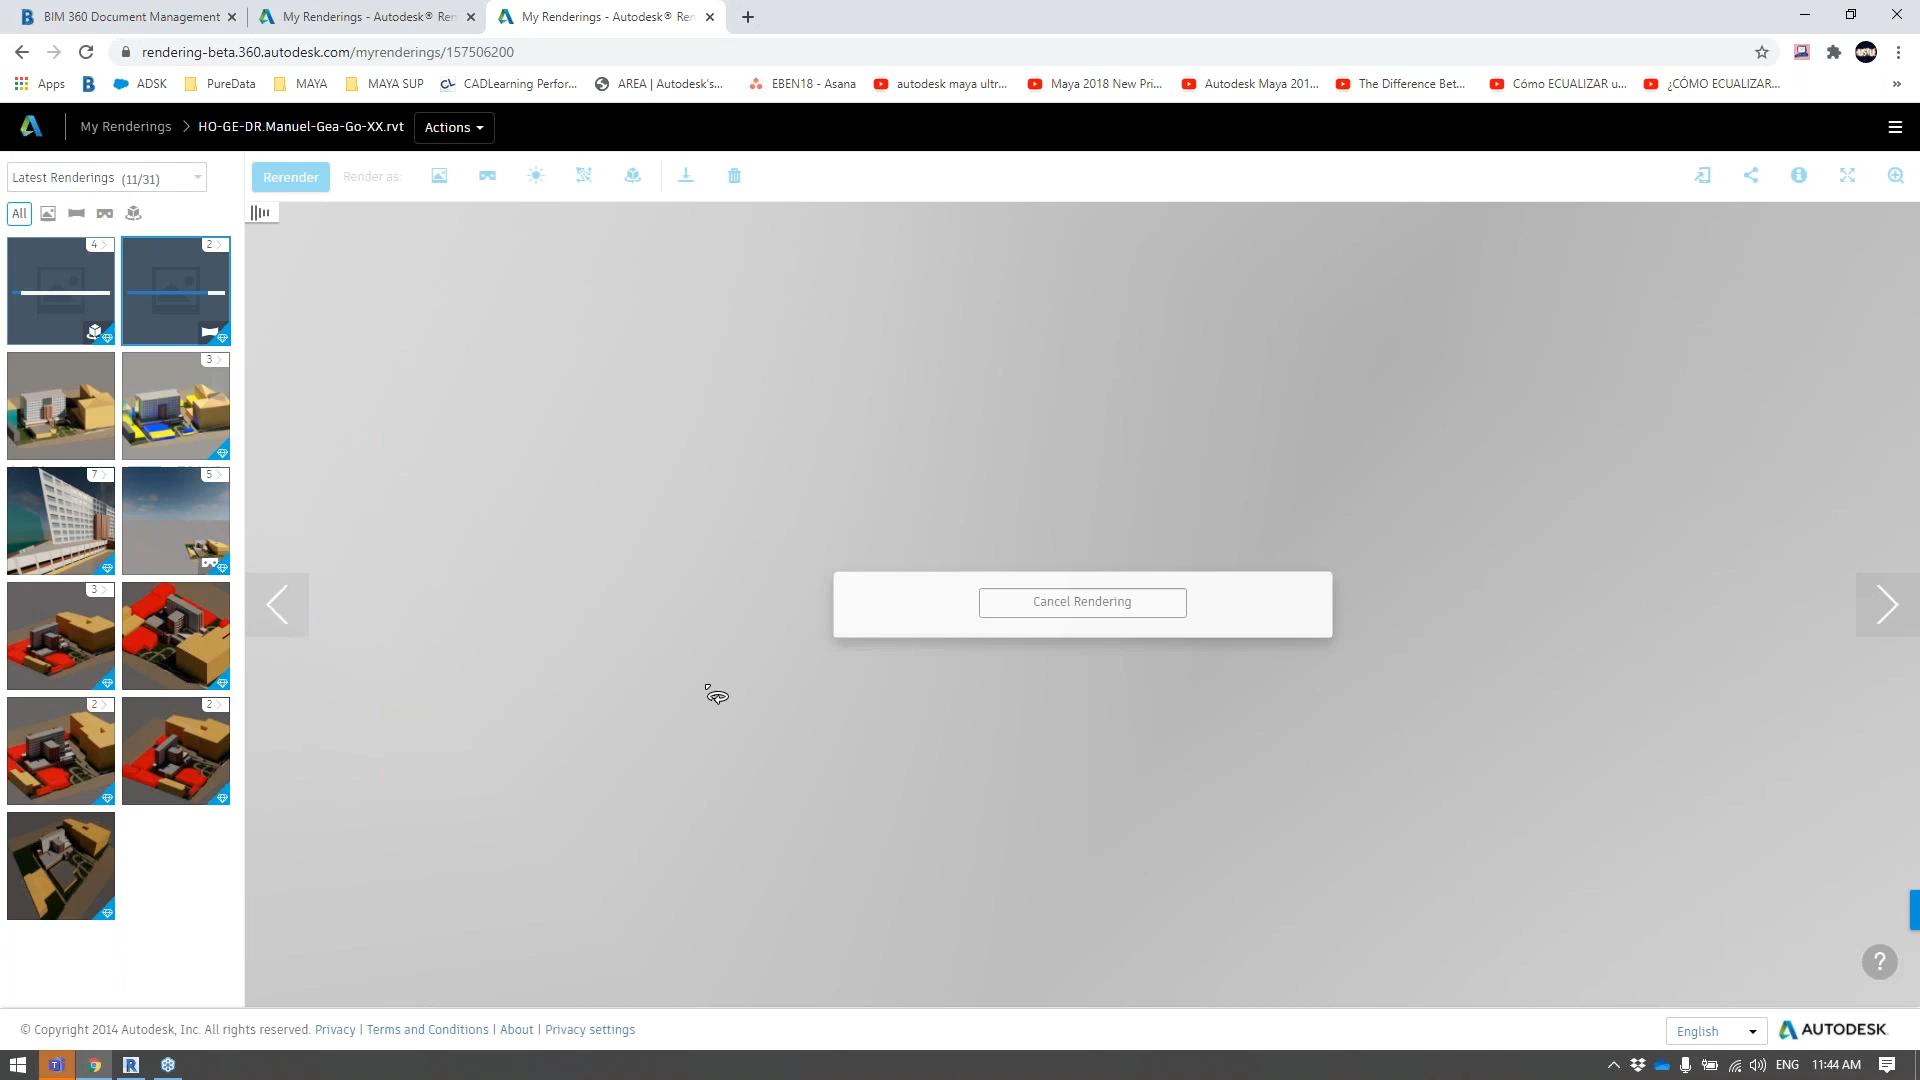 BIM 360 Document Management
My Renderings - Autodesk® Ren
My Renderings - Autodesk® Ren
rendering-beta.360.autodesk.com/myrenderings/157506200
Apps
ADSK
PureData
MAYA
MAYA SUP
CADLearning Perfor...
AREA | Autodesk's...
EBEN18 - Asana
autodesk maya ultr...
Maya 2018 New Pri...
Autodesk Maya 201...
The Difference Bet...
Cómo ECUALIZAR u...
¿CÓMO ECUALIZAR...
»
My Renderings > HO-GE-DR.Manuel-Gea-Go-XX.rvt
Actions
Latest Renderings (11/31)
Rerender
Render as:
All
4 >
2 >
3 >
7 >
5 >
3 >
2 >
2 >
Cancel Rendering
?
© Copyright 2014 Autodesk, Inc. All rights reserved. Privacy | Terms and Conditions | About | Privacy settings
English
AUTODESK
ENG
11:44 AM